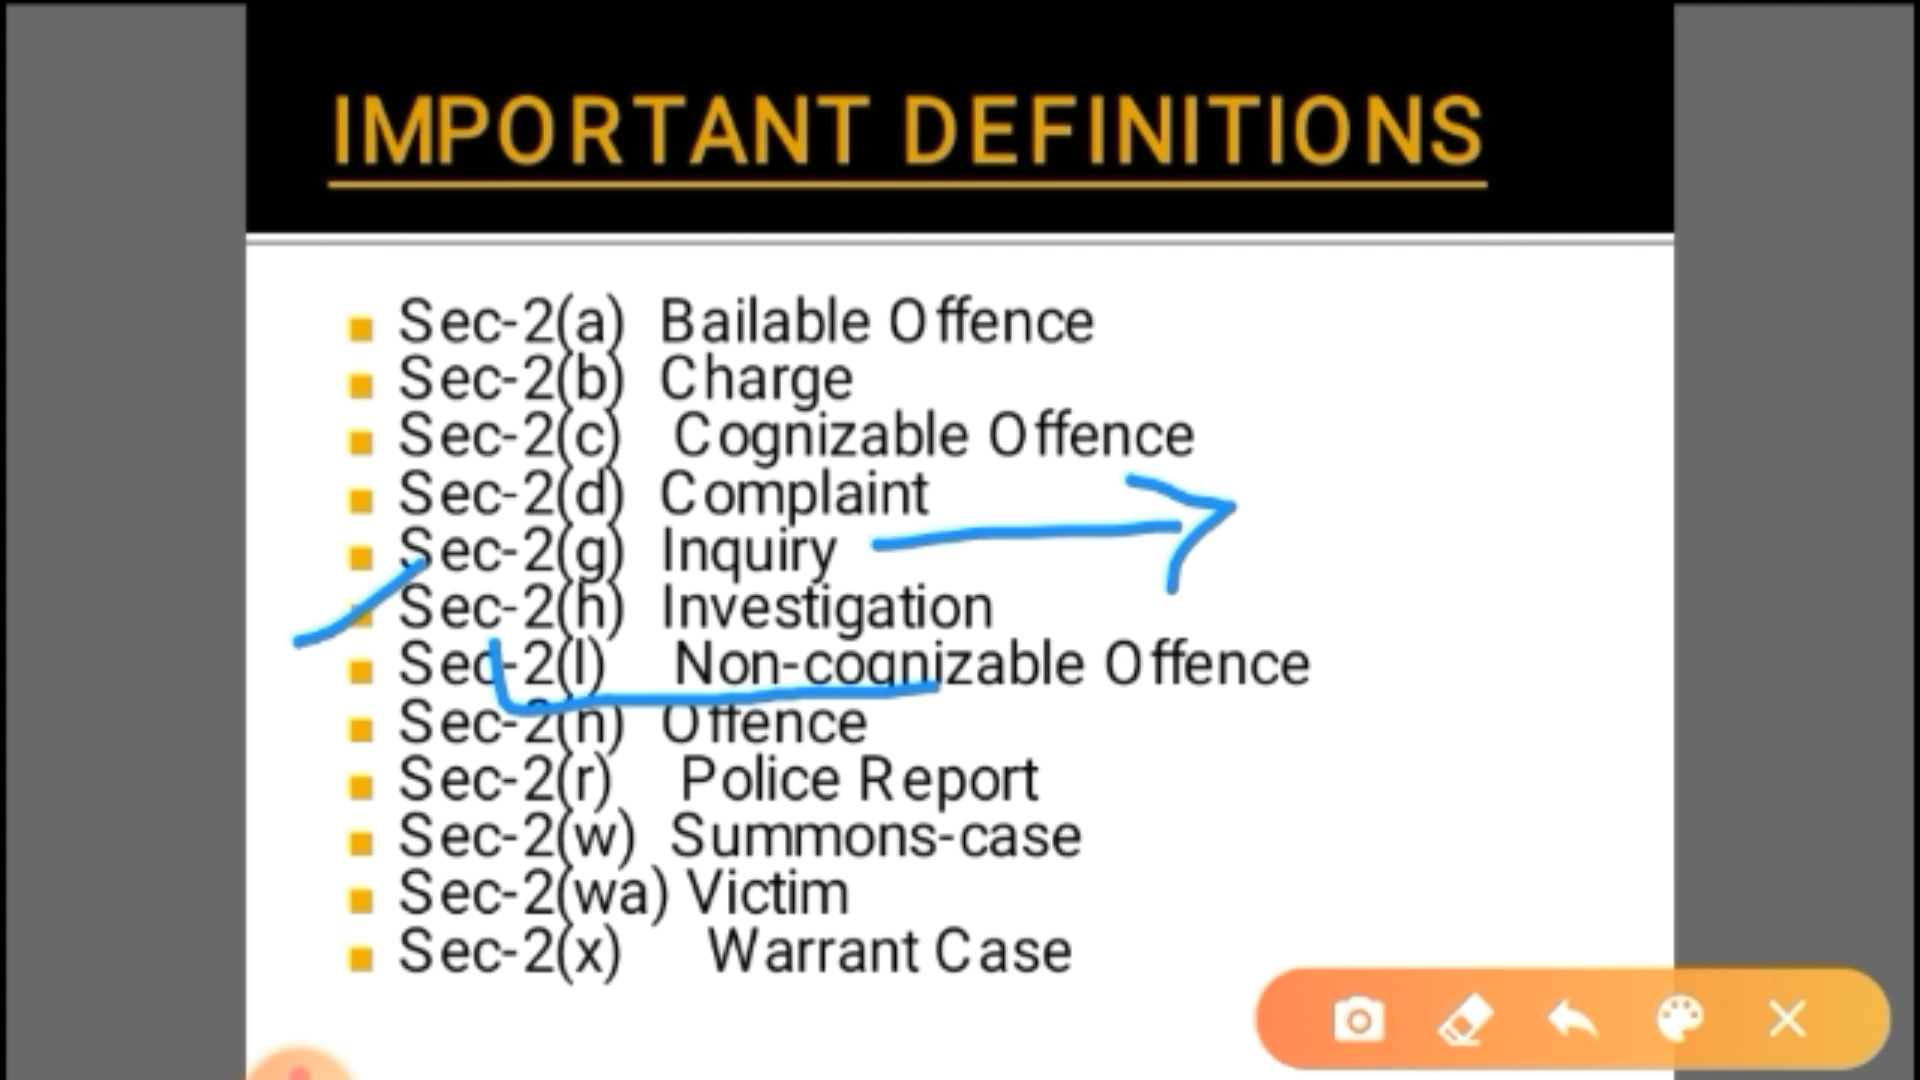 IMPORTANT DEFINITIONS
Sec-2(a) Bailable Offence
Sec-2(b) Charge
Sec-2(c) Cognizable Offence
Sec-2(d) Complaint
Sec-2(g) Inquiry
Sec-2(h) Investigation
Sec-2(l) Non-cognizable Offence
Sec-2(n) Offence
Sec-2(r) Police Report
Sec-2(w) Summons-case
Sec-2(wa) Victim
Sec-2(x) Warrant Case